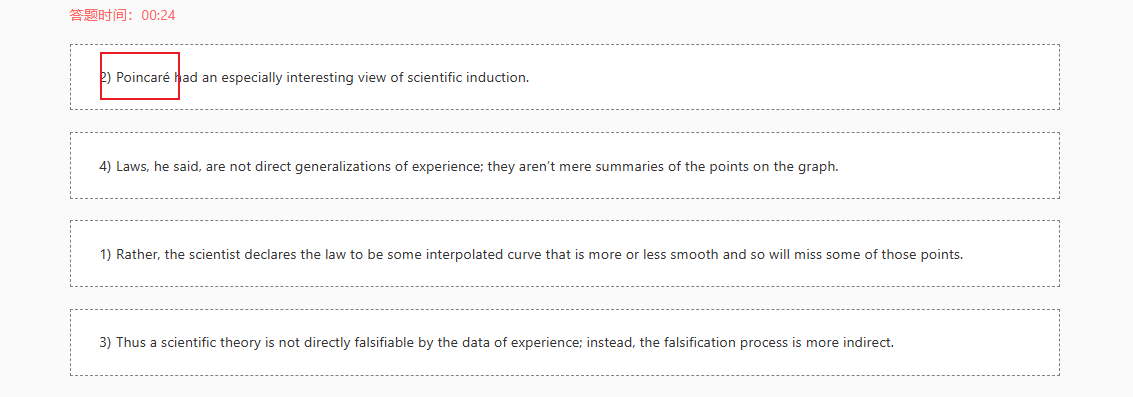 答题时间：00:24
2) Poincaré had an especially interesting view of scientific induction.
4) Laws, he said, are not direct generalizations of experience; they aren’t mere summaries of the points on the graph.
1) Rather, the scientist declares the law to be some interpolated curve that is more or less smooth and so will miss some of those points.
3) Thus a scientific theory is not directly falsifiable by the data of experience; instead, the falsification process is more indirect.